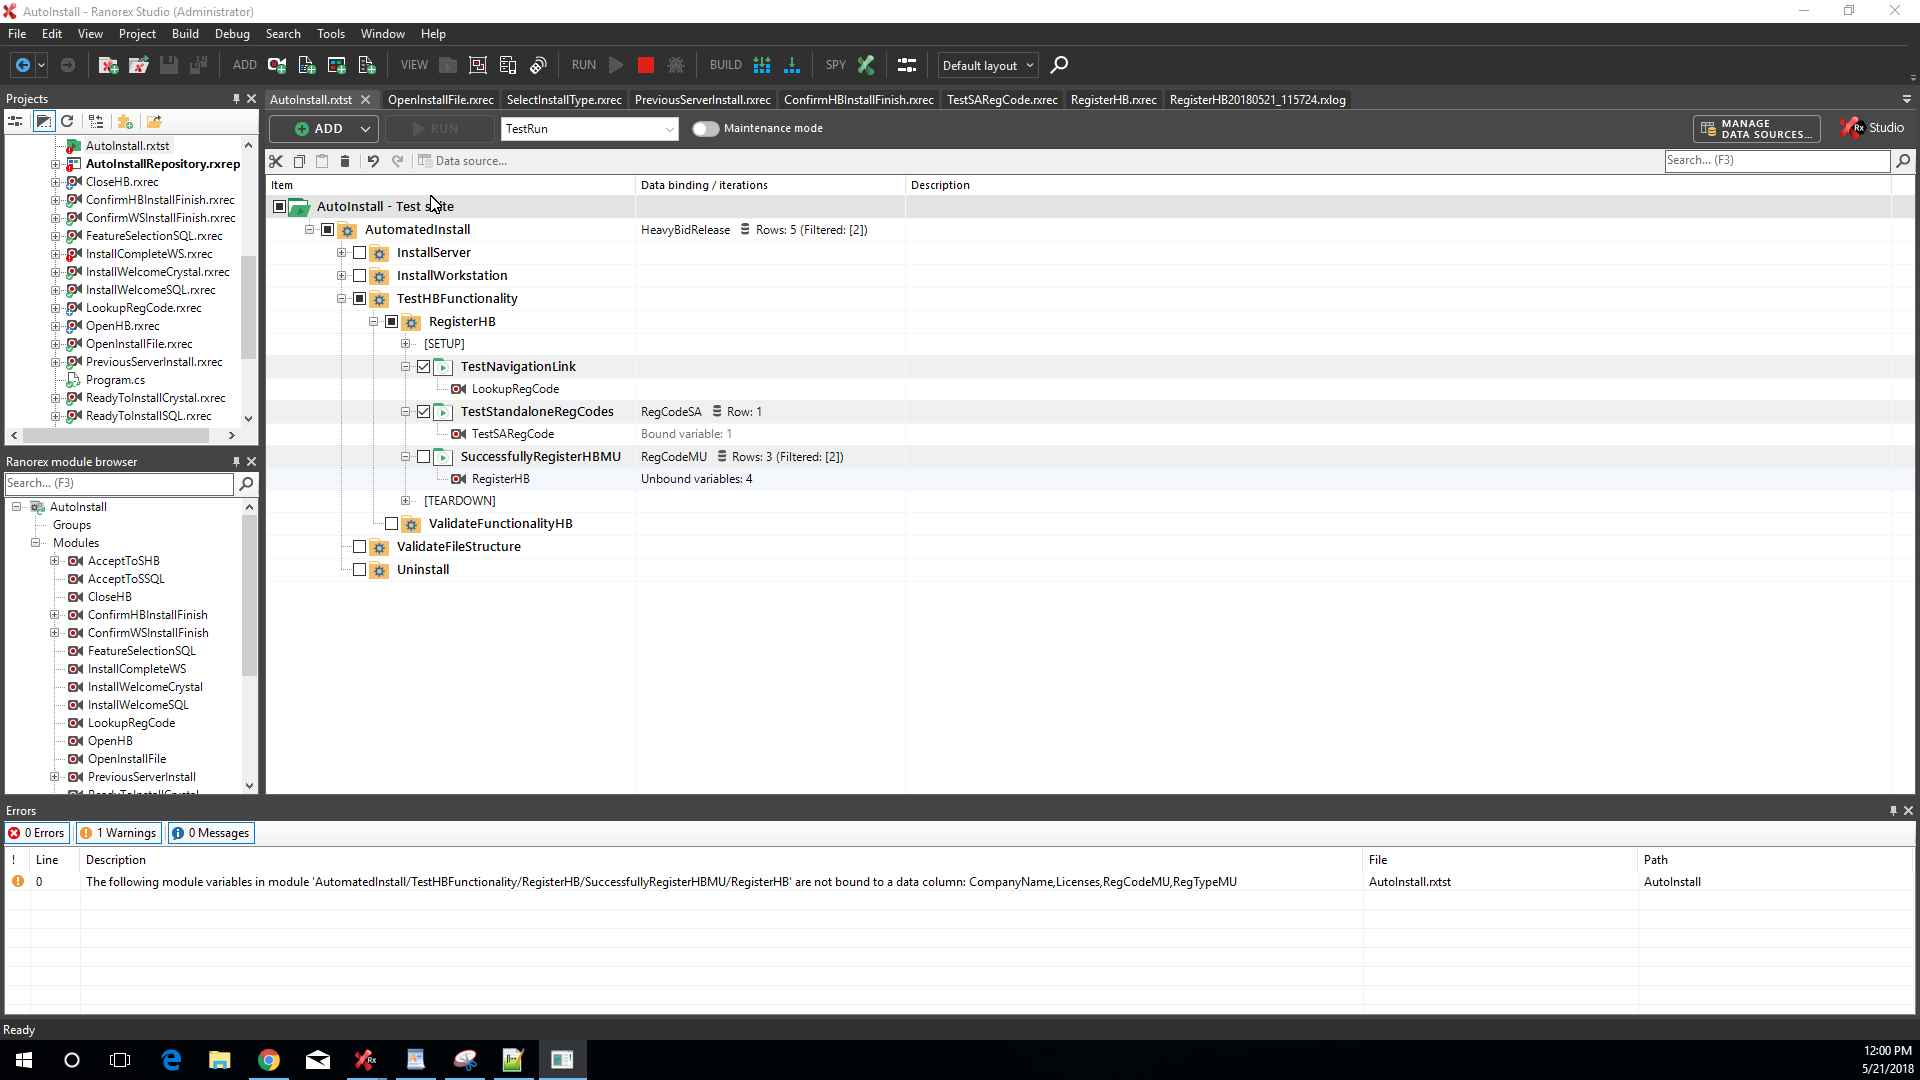 AutoInstall - Ranorex Studio (Administrator)
File Edit View Project Build Debug Search Tools Window Help
ADD VIEW RUN BUILD SPY Default layout
Projects
AutoInstall.rxtst OpenInstallFile.rxrec SelectInstallType.rxrec PreviousServerInstall.rxrec ConfirmHBInstallFinish.rxrec TestSARegCode.rxrec RegisterHB.rxrec RegisterHB20180521_115724.rxlog
ADD RUN TestRun Maintenance mode MANAGE DATA SOURCES... Rx Studio
Data source... Search... (F3)
AutoInstall.rxtst
AutoInstallRepository.rxrep
CloseHB.rxrec
ConfirmHBInstallFinish.rxrec
ConfirmWSInstallFinish.rxrec
FeatureSelectionSQL.rxrec
InstallCompleteWS.rxrec
InstallWelcomeCrystal.rxrec
InstallWelcomeSQL.rxrec
LookupRegCode.rxrec
OpenHB.rxrec
OpenInstallFile.rxrec
PreviousServerInstall.rxrec
Program.cs
ReadyToInstallCrystal.rxrec
ReadyToInstallSQL.rxrec
Item Data binding / iterations Description
AutoInstall - Test suite
AutomatedInstall HeavyBidRelease Rows: 5 (Filtered: [2])
InstallServer
InstallWorkstation
TestHBFunctionality
RegisterHB
[SETUP]
TestNavigationLink
LookupRegCode
TestStandaloneRegCodes RegCodeSA Row: 1
TestSARegCode Bound variable: 1
SuccessfullyRegisterHBMU RegCodeMU Rows: 3 (Filtered: [2])
RegisterHB Unbound variables: 4
[TEARDOWN]
ValidateFunctionalityHB
ValidateFileStructure
Uninstall
Ranorex module browser
Search... (F3)
AutoInstall
Groups
Modules
AcceptToSHB
AcceptToSSQL
CloseHB
ConfirmHBInstallFinish
ConfirmWSInstallFinish
FeatureSelectionSQL
InstallCompleteWS
InstallWelcomeCrystal
InstallWelcomeSQL
LookupRegCode
OpenHB
OpenInstallFile
PreviousServerInstall
ReadyToInstallCrystal
Errors
0 Errors 1 Warnings 0 Messages
! Line Description File Path
0 The following module variables in module 'AutomatedInstall/TestHBFunctionality/RegisterHB/SuccessfullyRegisterHBMU/RegisterHB' are not bound to a data column: CompanyName,Licenses,RegCodeMU,RegTypeMU AutoInstall.rxtst AutoInstall
Ready
12:00 PM
5/21/2018